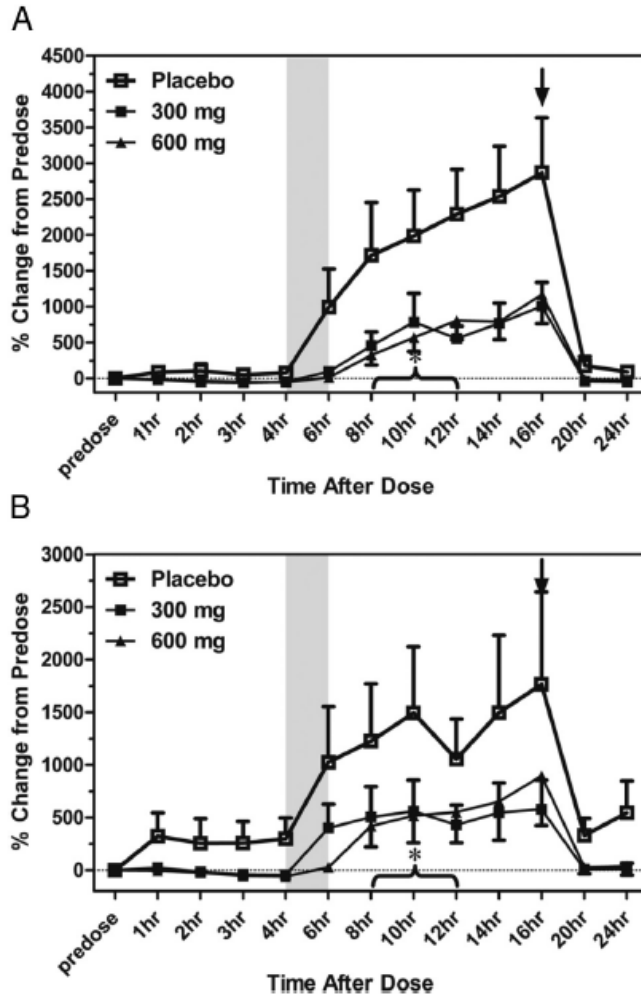 A
4500
4000
3500
3000
2500
2000
1500
1000
500
0
% Change from Predose
Placebo
300 mg
600 mg
*
predose 1hr 2hr 3hr 4hr 6hr 8hr 10hr 12hr 14hr 16hr 20hr 24hr
Time After Dose
B
3000
2500
2000
1500
1000
500
0
% Change from Predose
Placebo
300 mg
600 mg
*
predose 1hr 2hr 3hr 4hr 6hr 8hr 10hr 12hr 14hr 16hr 20hr 24hr
Time After Dose